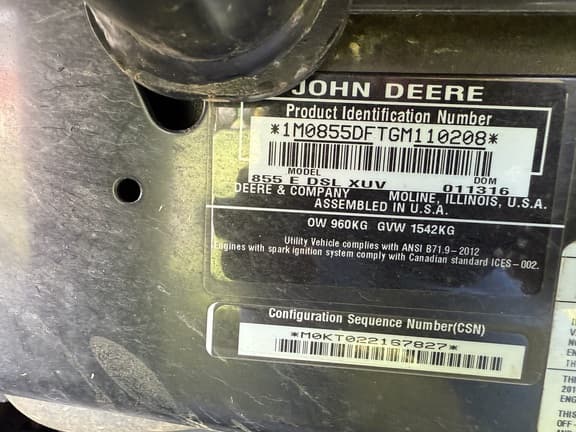 JOHN DEERE
Product Identification Number
*1M0855DFTGM110208*
MODEL DOM
855 E DSL XUV 011316
DEERE & COMPANY MOLINE, ILLINOIS, U.S.A.
ASSEMBLED IN U.S.A.
OW 960KG GVW 1542KG
Utility Vehicle complies with ANSI B71.9-2012
Engines with spark ignition system comply with Canadian standard ICES-002.
Configuration Sequence Number(CSN)
*M0KT022167827*
THIS
OFF-